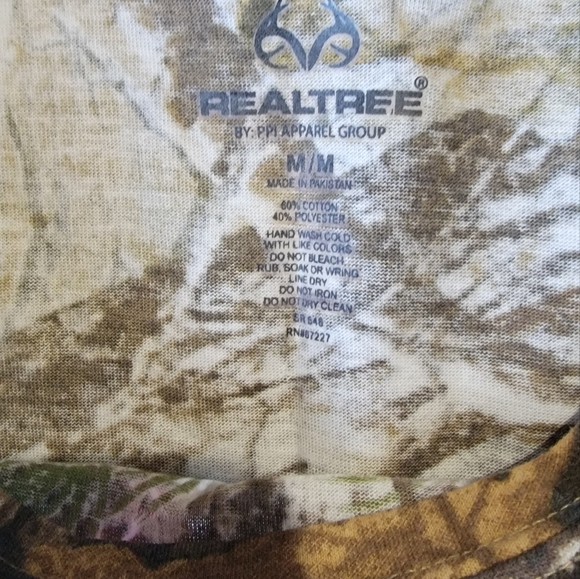 REALTREE®
BY: PPI APPAREL GROUP
M/M
MADE IN PAKISTAN
60% COTTON
40% POLYESTER
HAND WASH COLD
WITH LIKE COLORS
DO NOT BLEACH
RUB, SOAK OR WRING
LINE DRY
DO NOT IRON
DO NOT DRY CLEAN
RN#67227